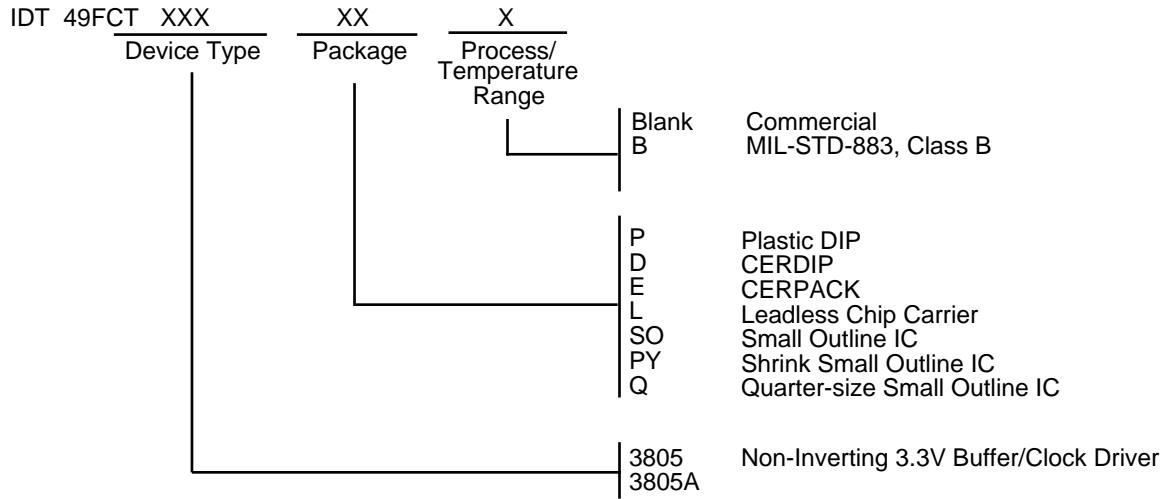 IDT 49FCT XXX XX X
Device Type Package Process/
Temperature
Range
Blank Commercial
B MIL-STD-883, Class B
P Plastic DIP
D CERDIP
E CERPACK
L Leadless Chip Carrier
SO Small Outline IC
PY Shrink Small Outline IC
Q Quarter-size Small Outline IC
3805 Non-Inverting 3.3V Buffer/Clock Driver
3805A